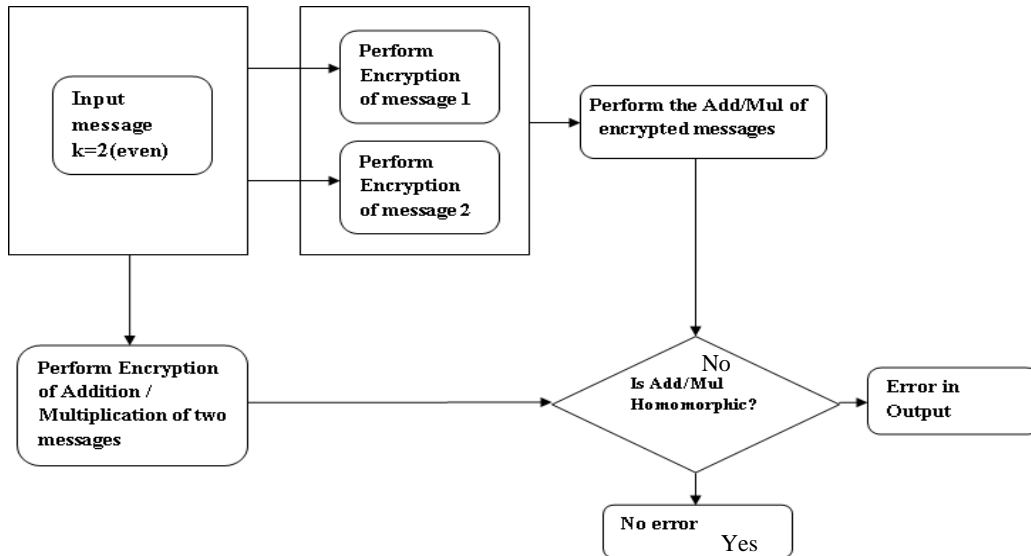 Input
message
k=2(even)
Perform
Encryption
of message 1
Perform
Encryption
of message 2
Perform the Add/Mul of
encrypted messages
Perform Encryption
of Addition /
Multiplication of two
messages
No
Is Add/Mul
Homomorphic?
Error in
Output
No error
Yes